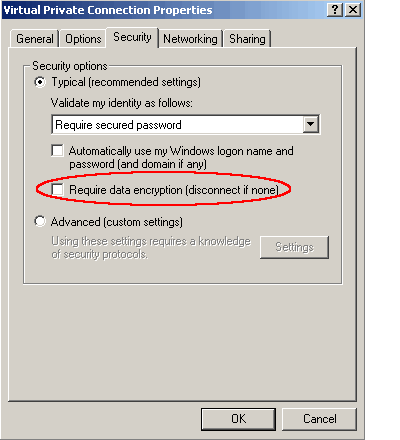 Virtual Private Connection Properties
General Options Security Networking Sharing
Security options
Typical (recommended settings)
Validate my identity as follows:
Require secured password
Automatically use my Windows logon name and
password (and domain if any)
Require data encryption (disconnect if none)
Advanced (custom settings)
Using these settings requires a knowledge
of security protocols.
Settings
OK Cancel